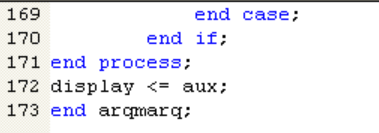 169 end case;
170 end if;
171 end process;
172 display <= aux;
173 end arqmarq;